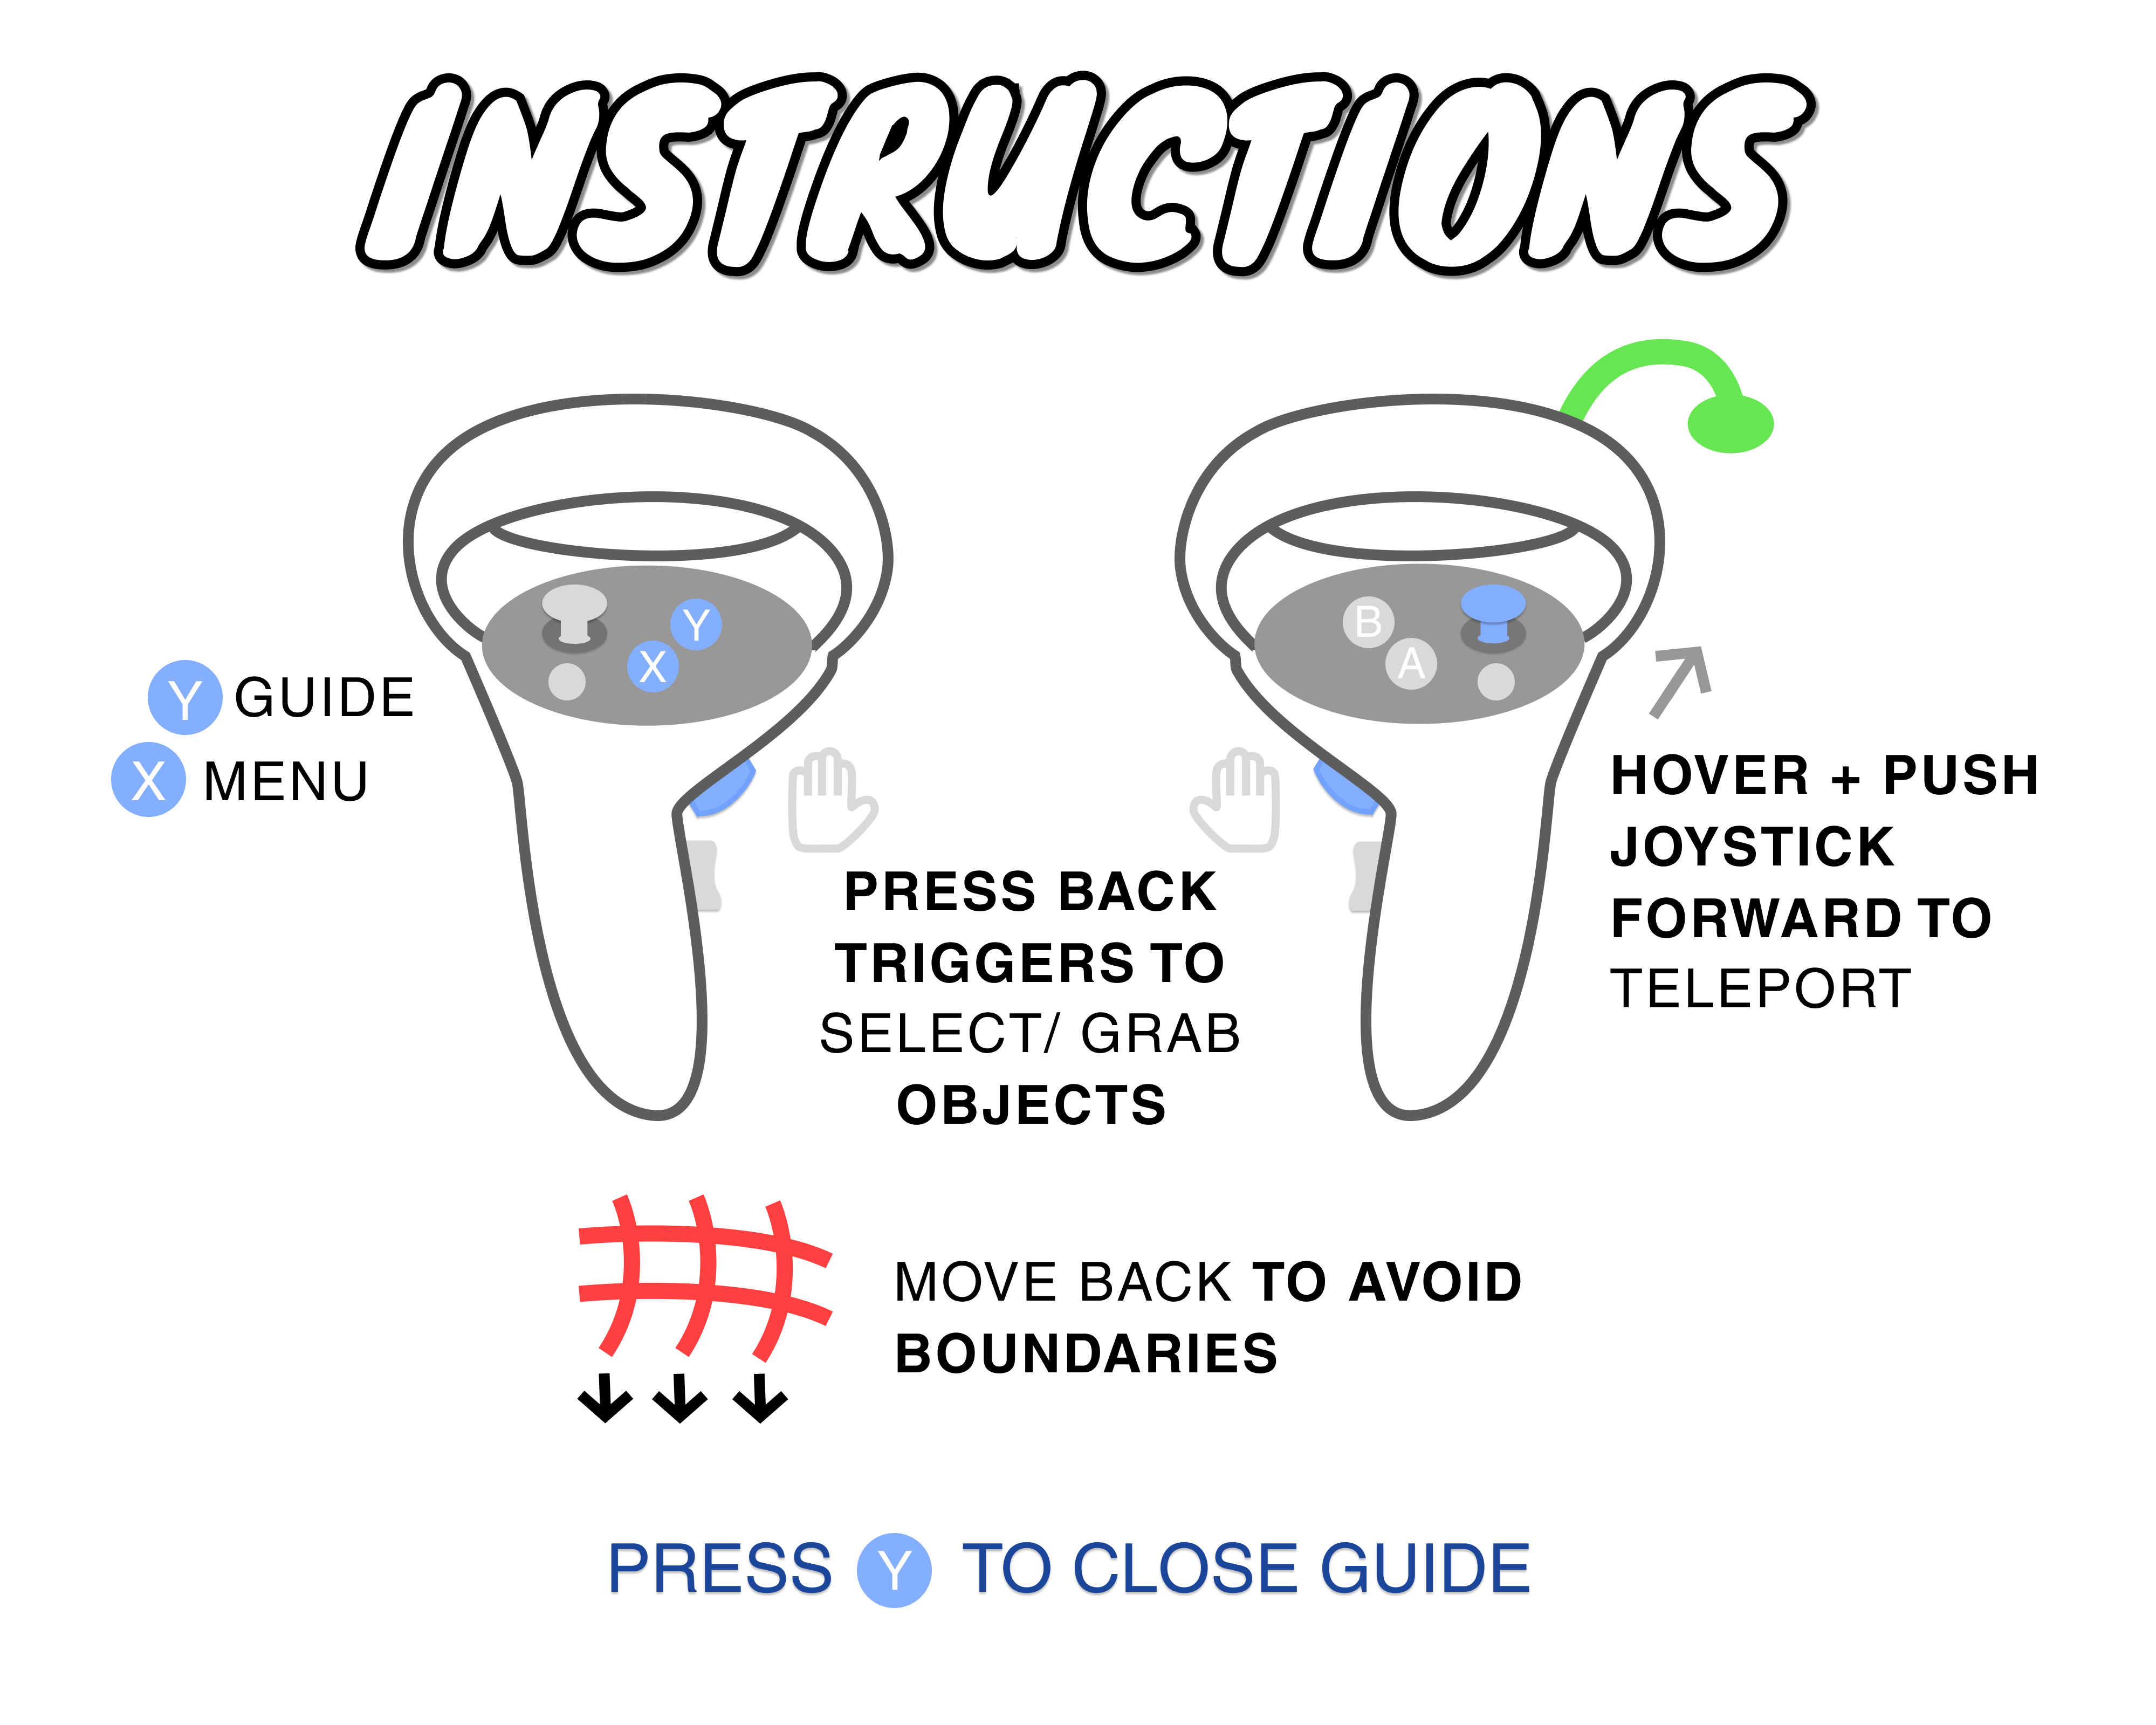 INSTRUCTIONS
Y
X
B
A
Y GUIDE
X MENU
PRESS BACK
TRIGGERS TO
SELECT/ GRAB
OBJECTS
HOVER + PUSH
JOYSTICK
FORWARD TO
TELEPORT
MOVE BACK TO AVOID
BOUNDARIES
PRESS Y TO CLOSE GUIDE